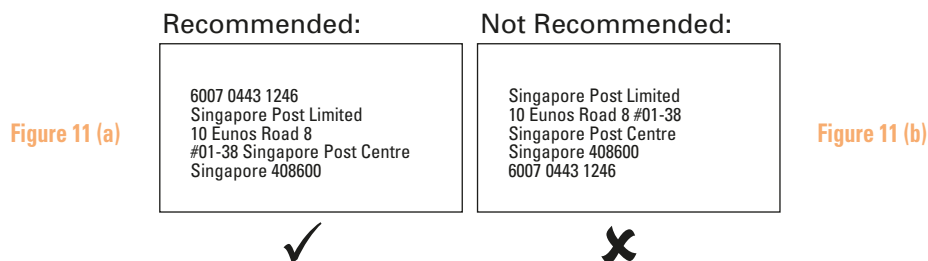 Recommended:
Not Recommended:
Figure 11 (a)
6007 0443 1246
Singapore Post Limited
10 Eunos Road 8
#01-38 Singapore Post Centre
Singapore 408600
Singapore Post Limited
10 Eunos Road 8 #01-38
Singapore Post Centre
Singapore 408600
6007 0443 1246
Figure 11 (b)